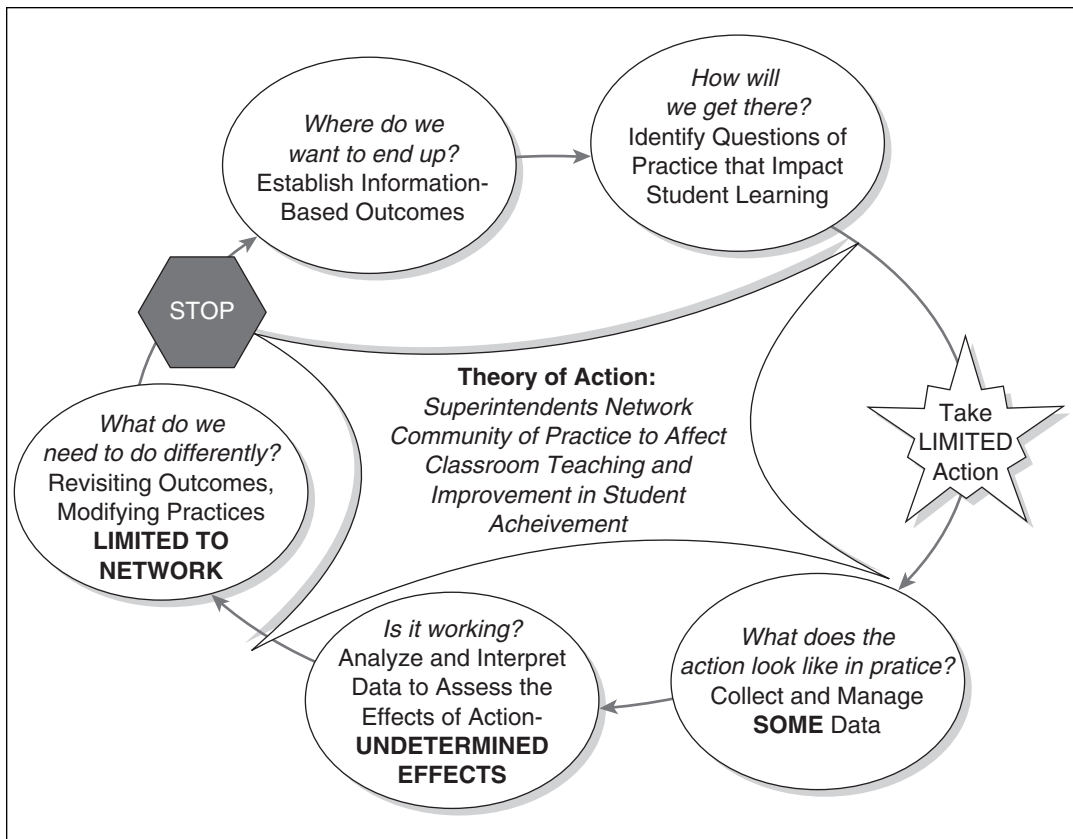 Where do we
want to end up?
Establish Information-
Based Outcomes
How will
we get there?
Identify Questions of
Practice that Impact
Student Learning
Take
LIMITED
Action
What does the
action look like in pratice?
Collect and Manage
SOME Data
Is it working?
Analyze and Interpret
Data to Assess the
Effects of Action-
UNDETERMINED
EFFECTS
What do we
need to do differently?
Revisiting Outcomes,
Modifying Practices
LIMITED TO
NETWORK
STOP
Theory of Action:
Superintendents Network
Community of Practice to Affect
Classroom Teaching and
Improvement in Student
Acheivement